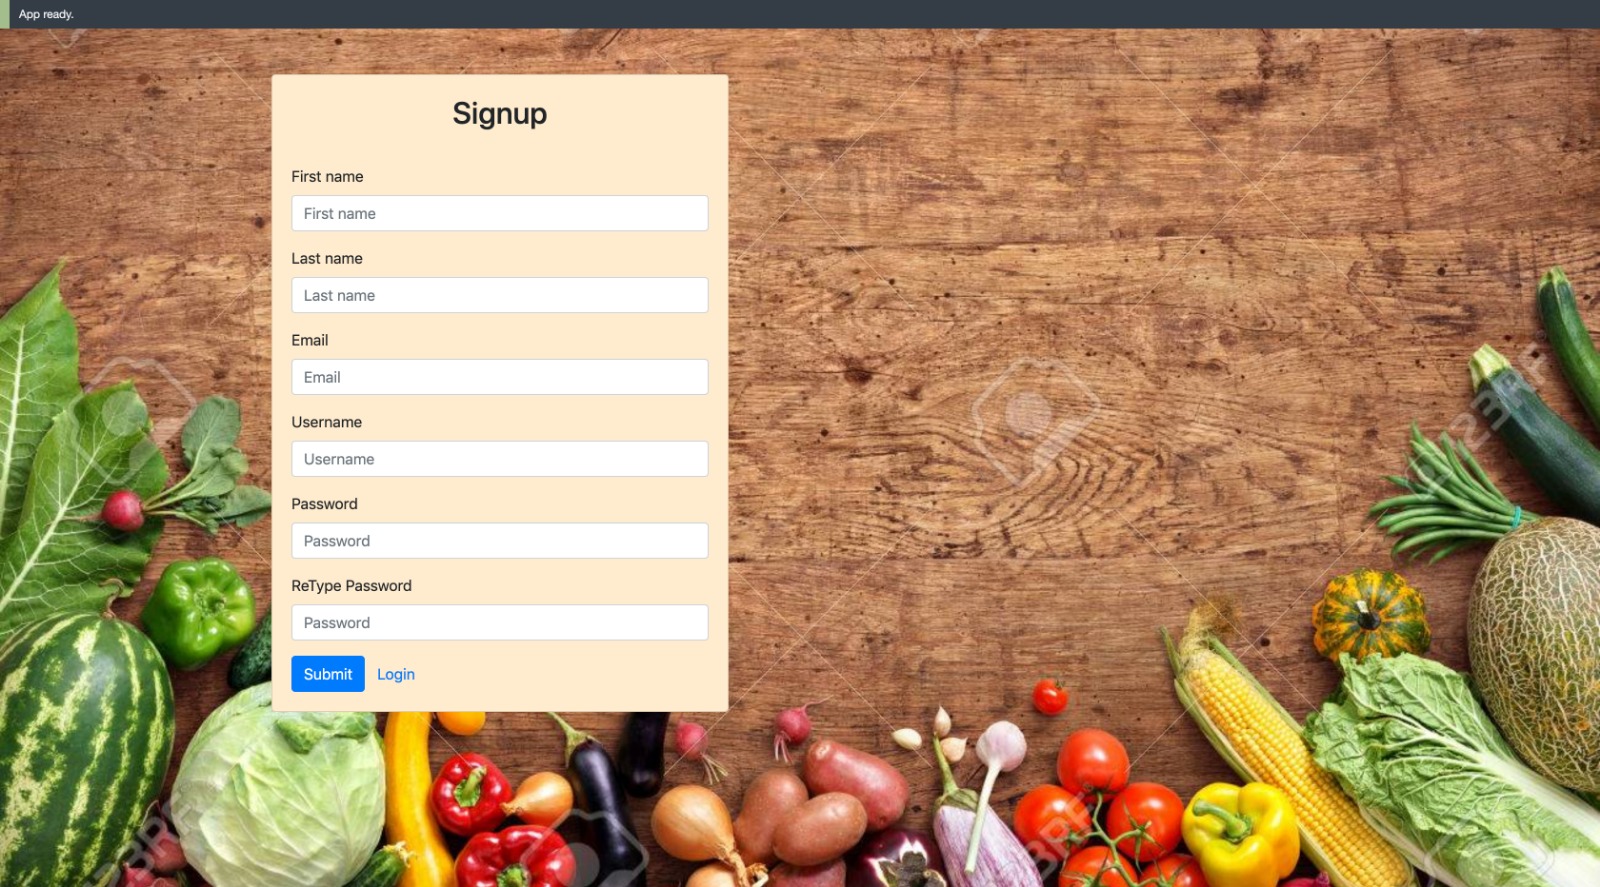 App ready.
Signup
First name
First name
Last name
Last name
Email
Email
Username
Username
Password
Password
ReType Password
Password
Submit Login
123RF
123RF
123RF